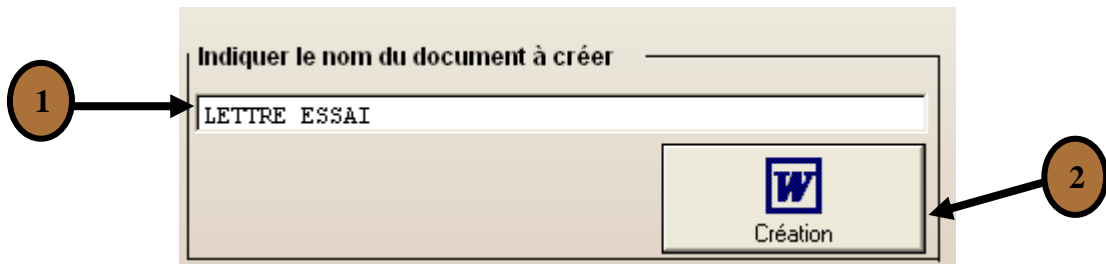 Indiquer le nom du document à créer
1
LETTRE ESSAI
W
2
Création